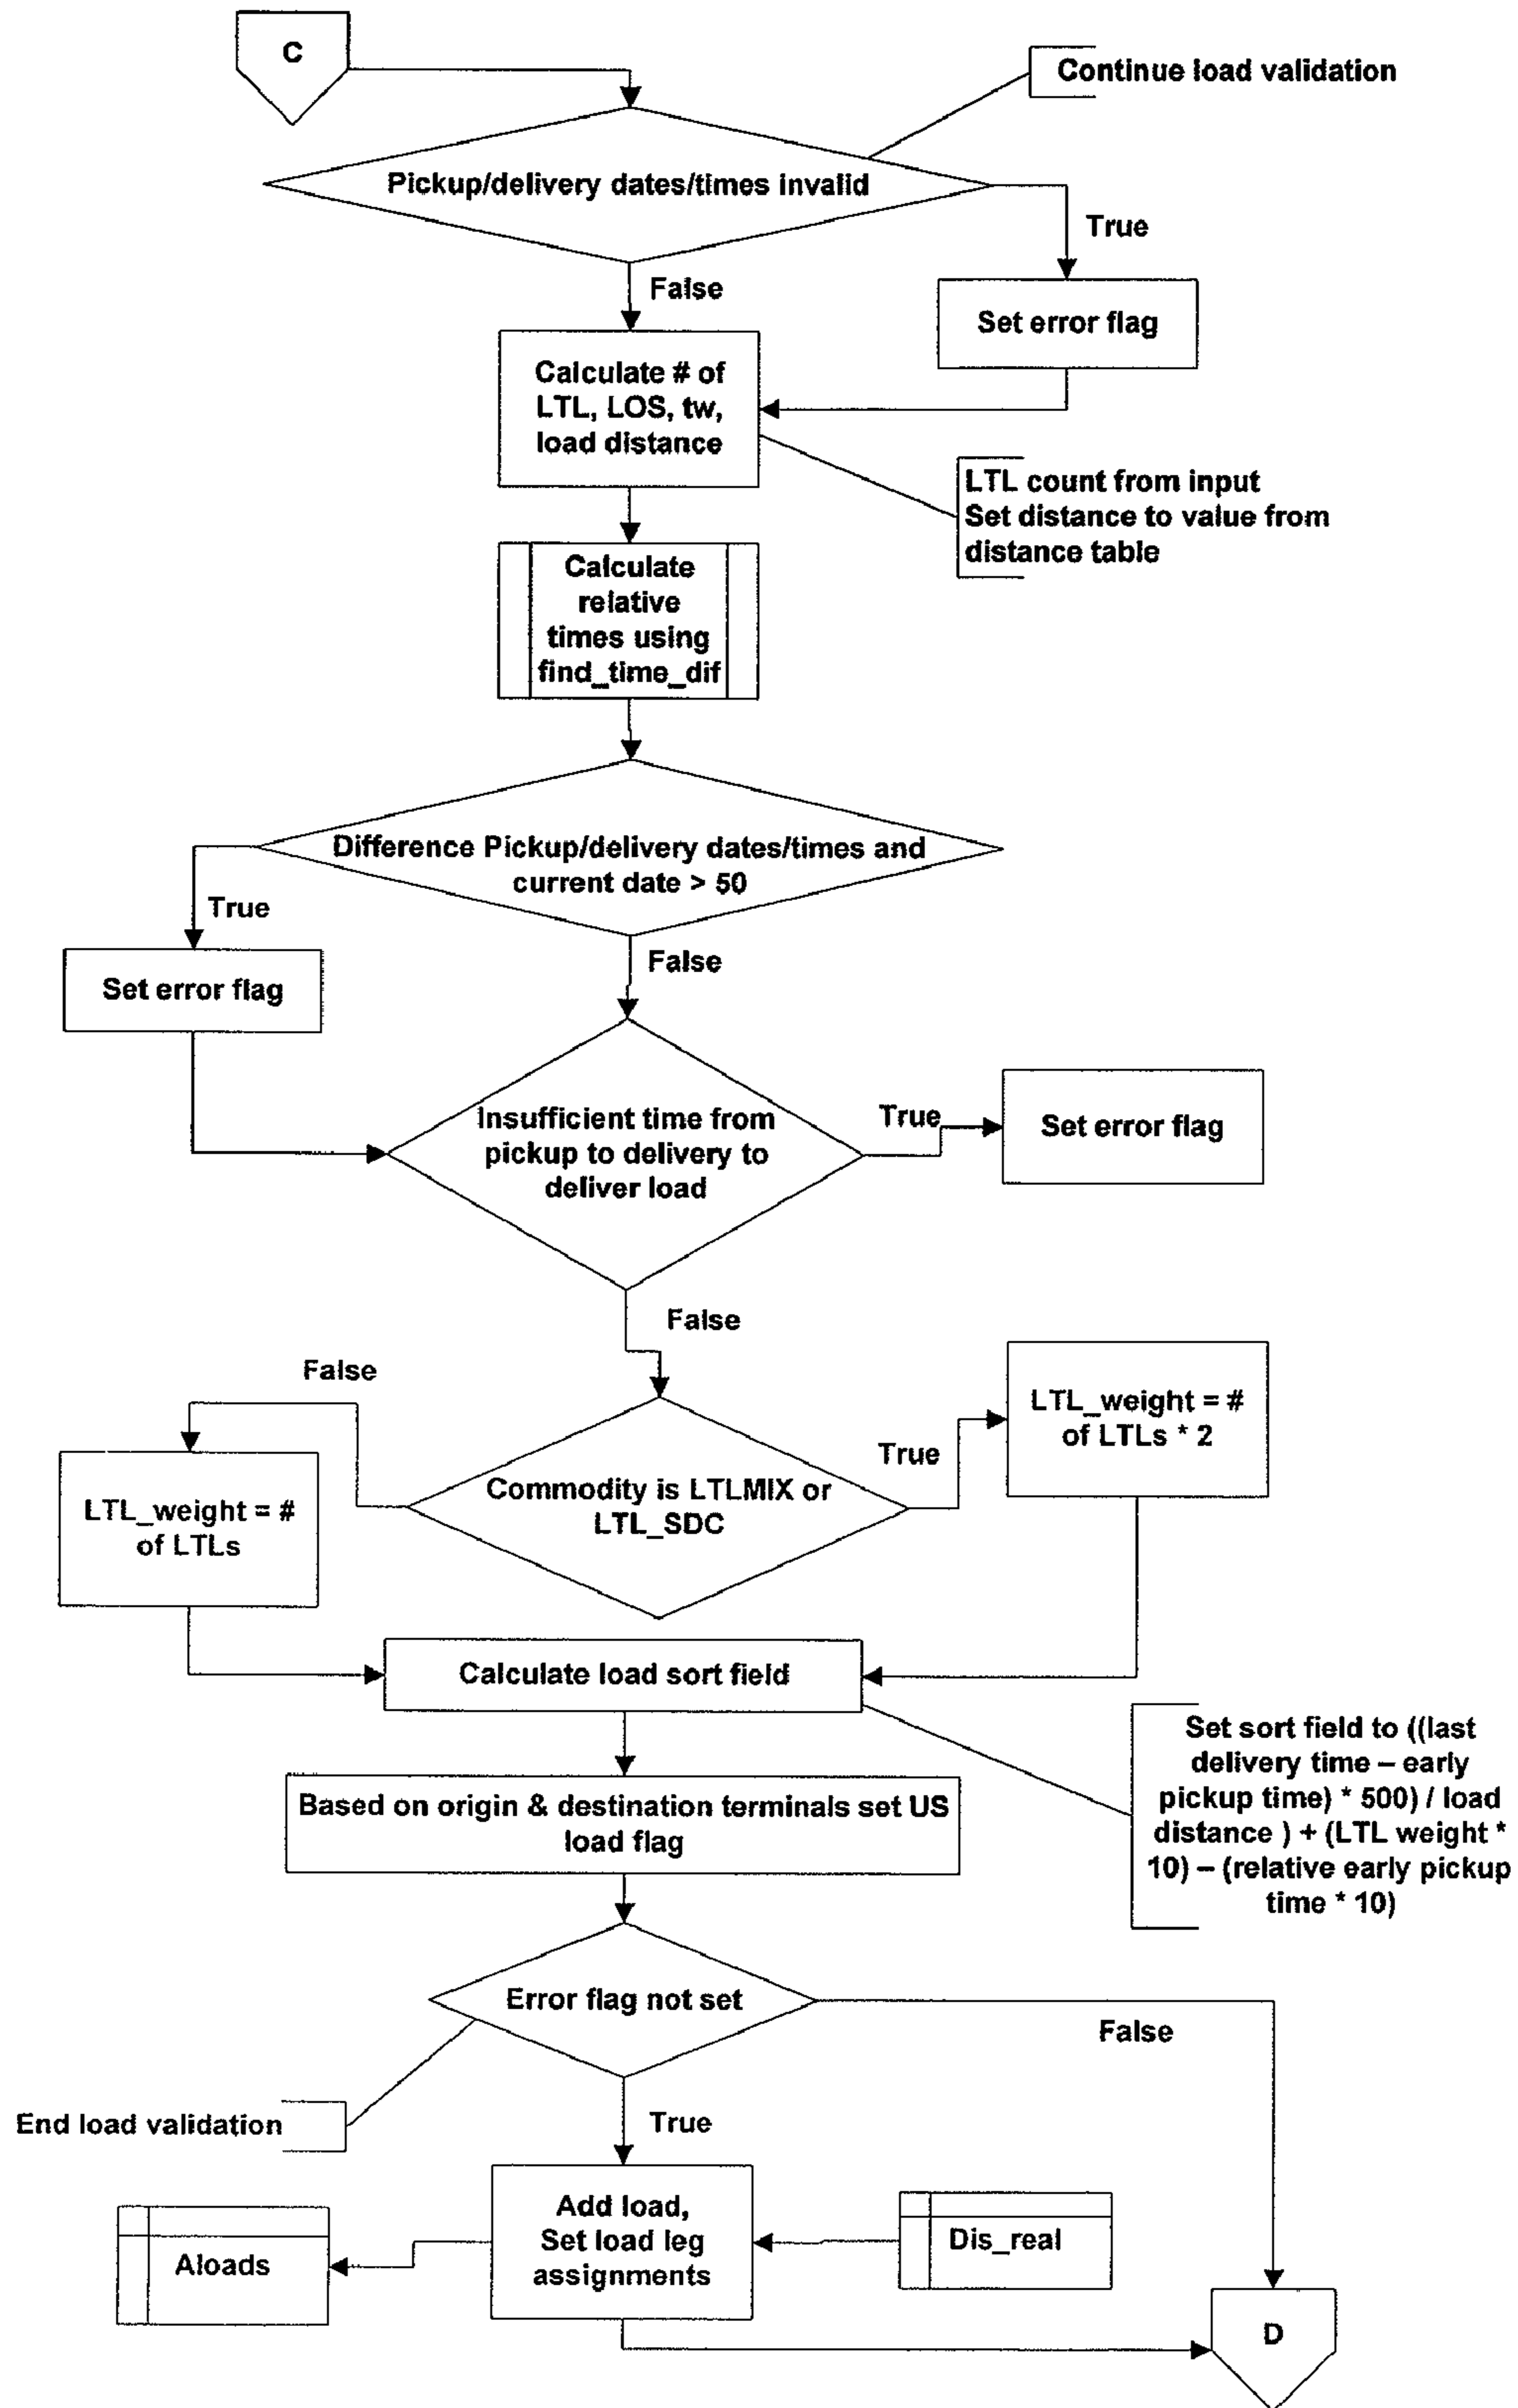 C
Continue load validation
Pickup/delivery dates/times invalid
True
False
Set error flag
Calculate # of
LTL, LOS, tw,
load distance
LTL count from input
Set distance to value from
distance table
Calculate
relative
times using
find_time_dif
Difference Pickup/delivery dates/times and
current date > 50
True
False
Set error flag
Insufficient time from
pickup to delivery to
deliver load
True
Set error flag
False
False
LTL_weight = #
of LTLs * 2
True
Commodity is LTLMIX or
LTL_SDC
LTL_weight = #
of LTLs
Calculate load sort field
Set sort field to ((last
delivery time – early
pickup time) * 500) / load
distance ) + (LTL weight *
10) – (relative early pickup
time * 10)
Based on origin & destination terminals set US
load flag
Error flag not set
False
End load validation
True
Add load,
Set load leg
assignments
Dis_real
Aloads
D